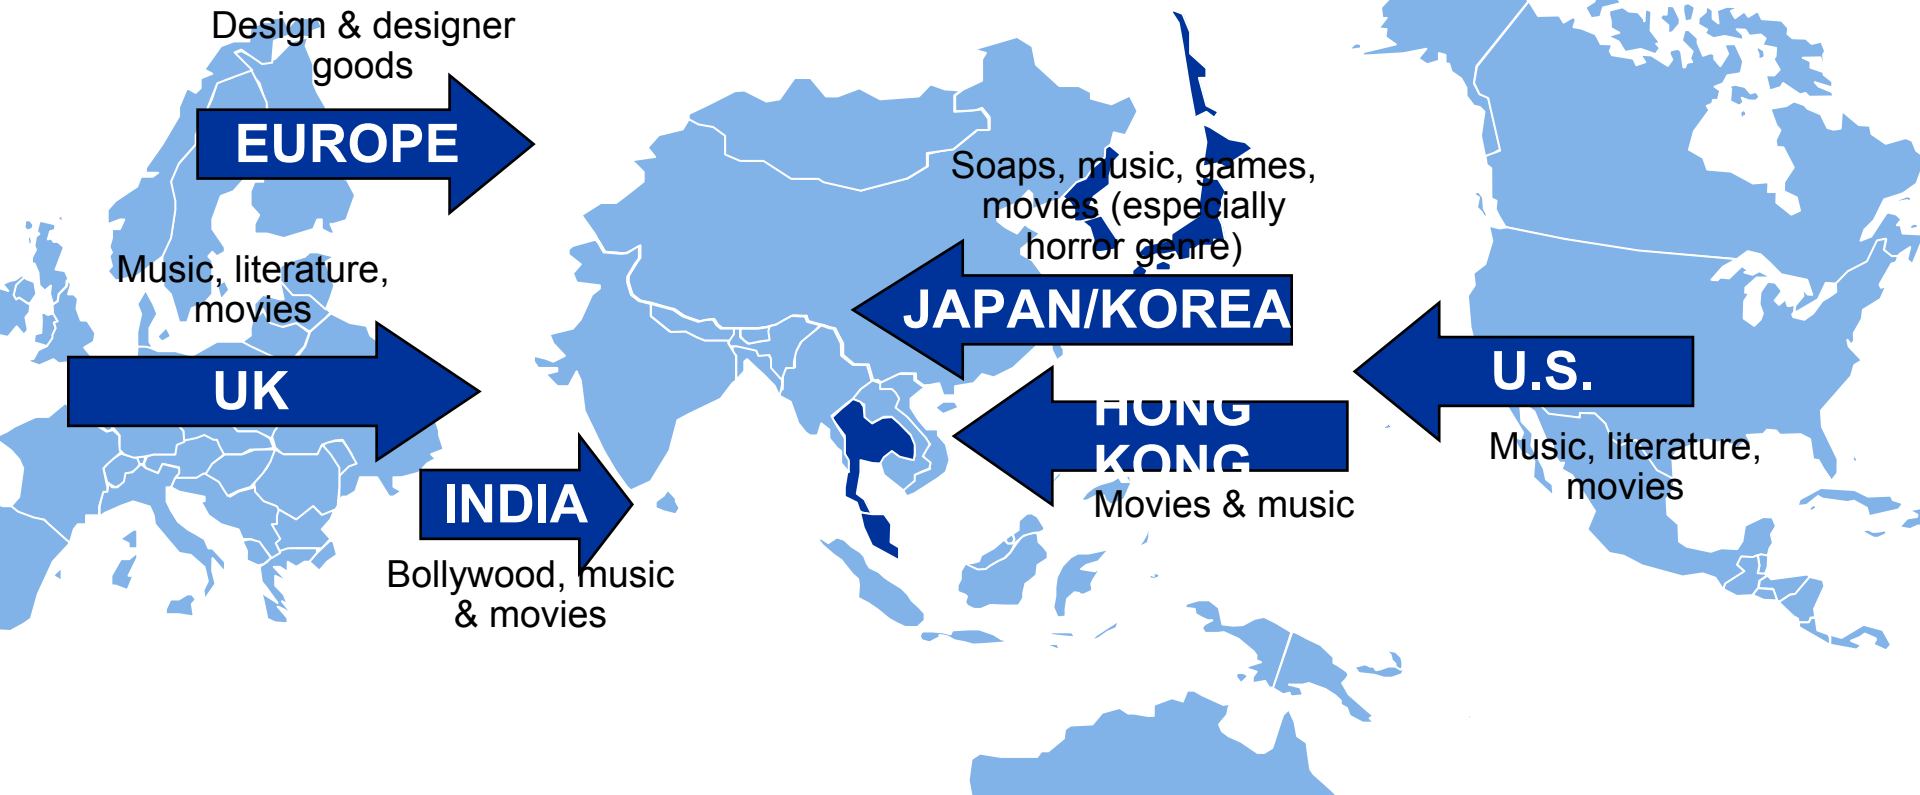 Design & designer
goods
EUROPE
Music, literature,
movies
UK
INDIA
Bollywood, music
& movies
Soaps, music, games,
movies (especially
horror genre)
JAPAN/KOREA
HONG
KONG
Movies & music
U.S.
Music, literature,
movies